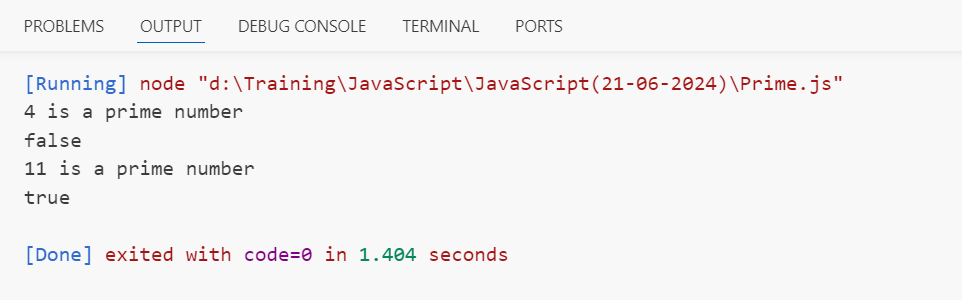 PROBLEMS OUTPUT DEBUG CONSOLE TERMINAL PORTS
[Running] node "d:\Training\JavaScript\JavaScript(21-06-2024)\Prime.js"
4 is a prime number
false
11 is a prime number
true
[Done] exited with code=0 in 1.404 seconds